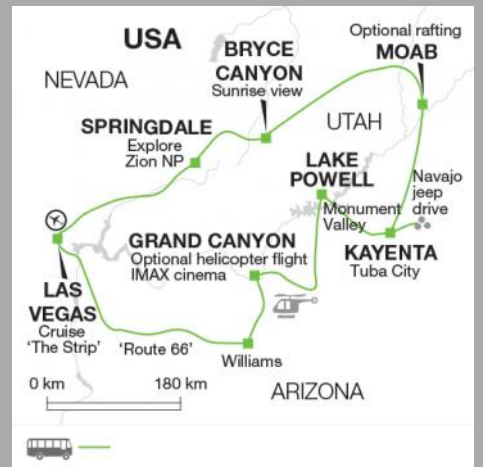 USA
NEVADA
BRYCE
CANYON
Sunrise view
Optional rafting
MOAB
SPRINGDALE
Explore
Zion NP
UTAH
LAKE
POWELL
Monument
Valley
Navajo
jeep
drive
KAYENTA
Tuba City
GRAND CANYON
Optional helicopter flight
IMAX cinema
LAS
VEGAS
Cruise
'The Strip'
'Route 66'
Williams
ARIZONA
0 km 180 km